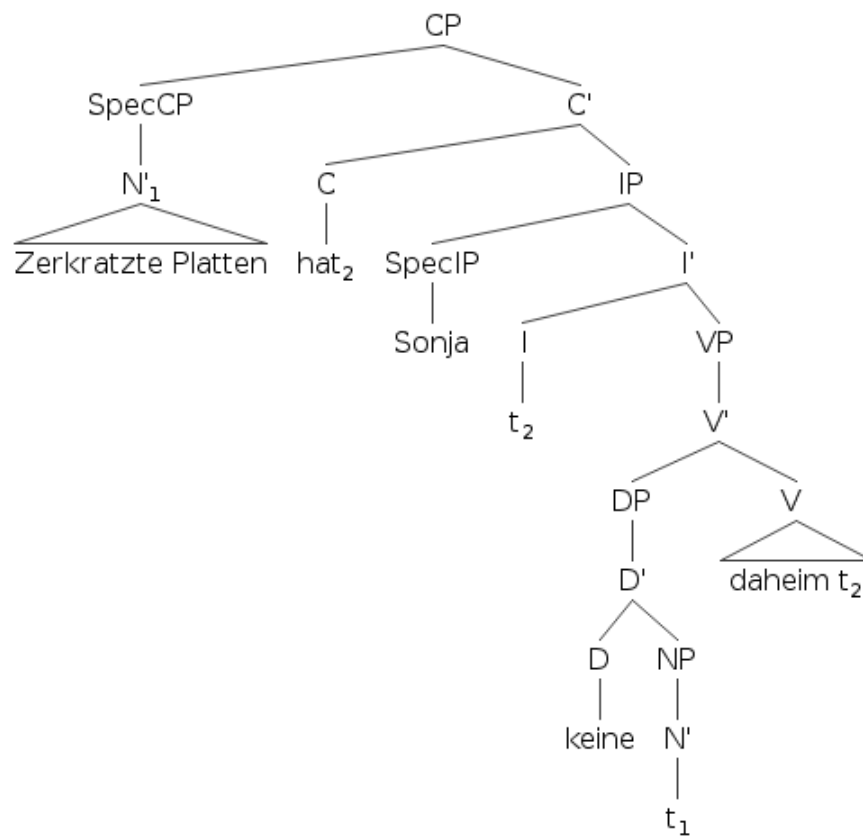 CP
SpecCP C'
N'₁ C IP
Zerkratzte Platten hat₂ SpecIP I'
Sonja I VP
t₂ V'
DP V
D' daheim t₂
D NP
keine N'
t₁